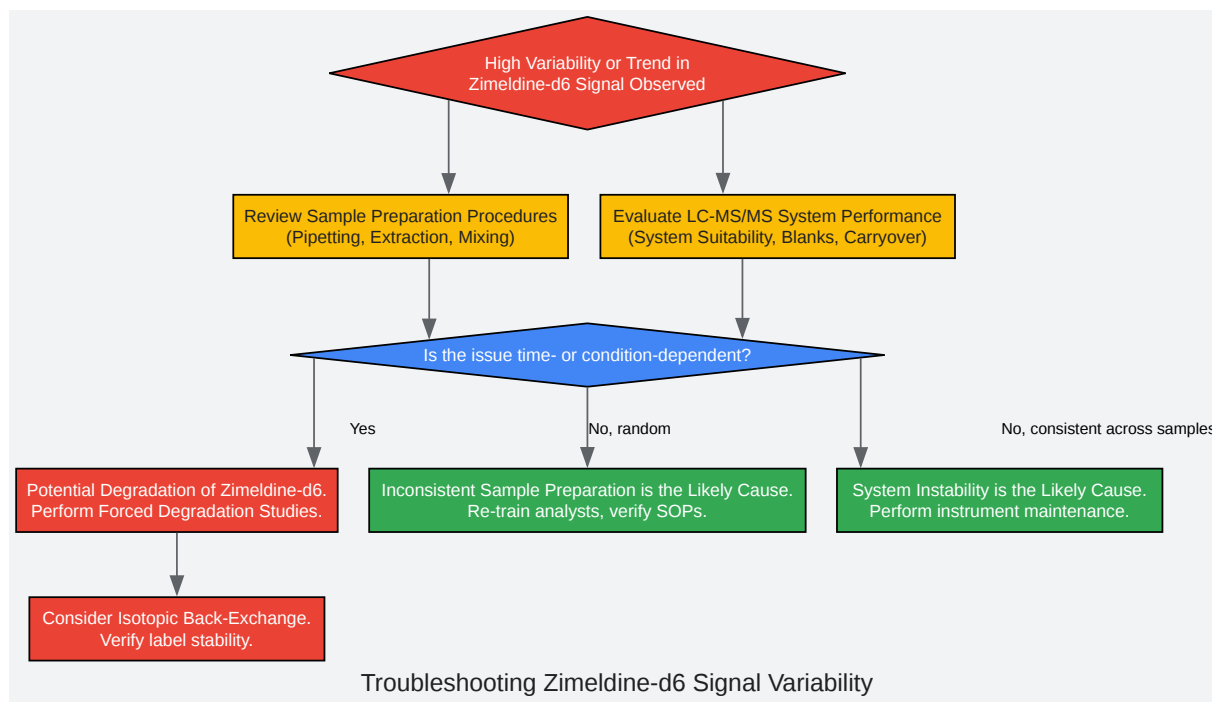 High Variability or Trend in
Zimeldine-d6 Signal Observed
Review Sample Preparation Procedures
(Pipetting, Extraction, Mixing)
Evaluate LC-MS/MS System Performance
(System Suitability, Blanks, Carryover)
Is the issue time- or condition-dependent?
Yes
No, random
No, consistent across samples
Potential Degradation of Zimeldine-d6.
Perform Forced Degradation Studies.
Inconsistent Sample Preparation is the Likely Cause.
Re-train analysts, verify SOPs.
System Instability is the Likely Cause.
Perform instrument maintenance.
Consider Isotopic Back-Exchange.
Verify label stability.
Troubleshooting Zimeldine-d6 Signal Variability